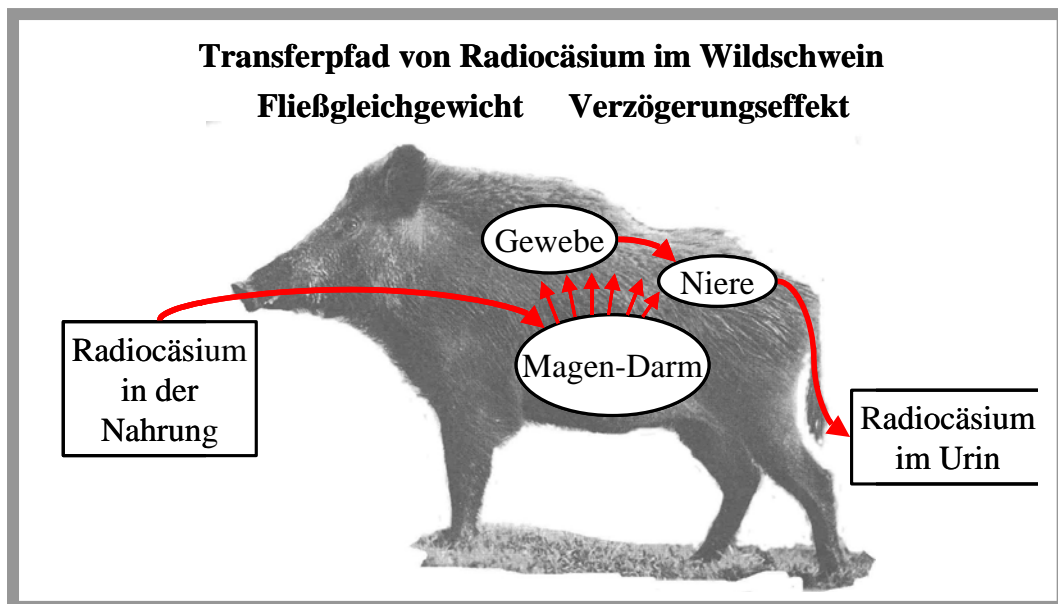 Transferpfad von Radiocäsium im Wildschwein
Fließgleichgewicht Verzögerungseffekt
Gewebe
Niere
Magen-Darm
Radiocäsium
in der
Nahrung
Radiocäsium
im Urin